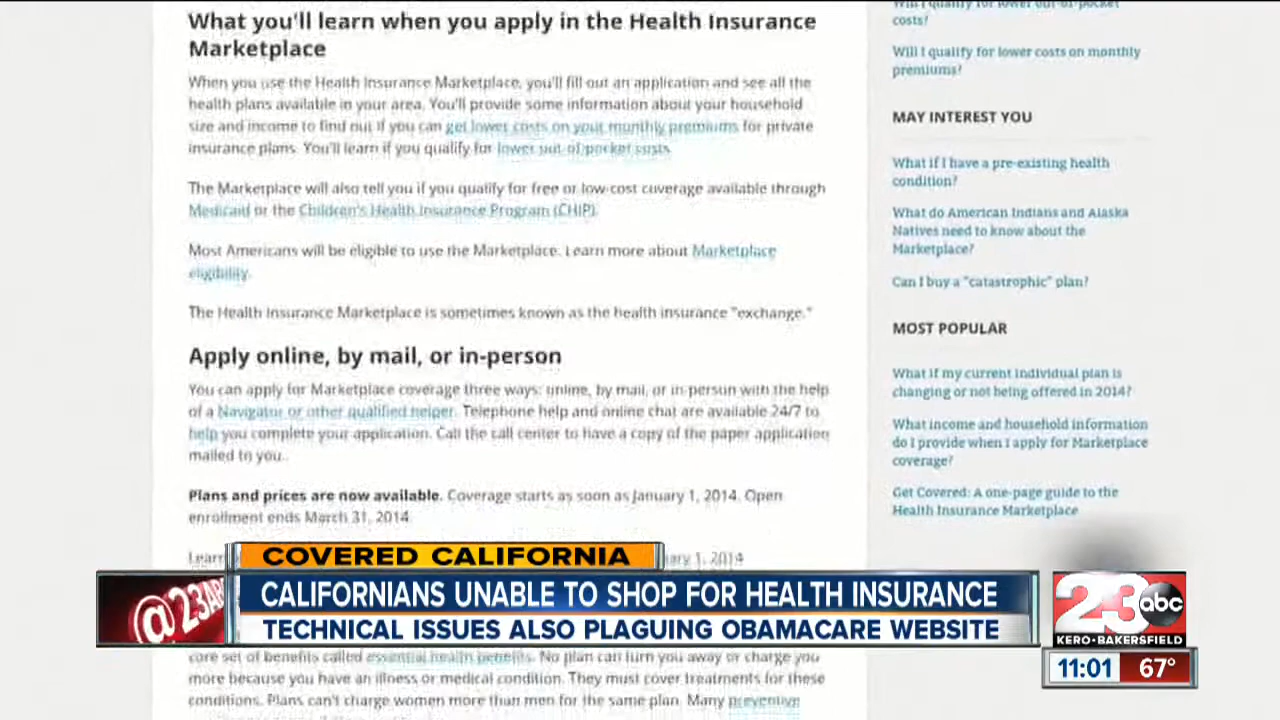 What you'll learn when you apply in the Health Insurance
Marketplace
When you use the Health Insurance Marketplace, you'll fill out an application and see all the
health plans available in your area. You'll provide some information about your household
size and income to find out if you can get lower costs on your monthly premiums for private
insurance plans. You'll learn if you qualify for lower out-of-pocket costs.
The Marketplace will also tell you if you qualify for free or low-cost coverage available through
Medicaid or the Children's Health Insurance Program (CHIP).
Most Americans will be eligible to use the Marketplace. Learn more about Marketplace
eligibility.
The Health Insurance Marketplace is sometimes known as the health insurance "exchange."
Apply online, by mail, or in-person
You can apply for Marketplace coverage three ways: online, by mail, or in-person with the help
of a Navigator or other qualified helper. Telephone help and online chat are available 24/7 to
help you complete your application. Call the call center to have a copy of the paper application
mailed to you.
Plans and prices are now available. Coverage starts as soon as January 1, 2014. Open
enrollment ends March 31, 2014.
Learn
1, 2014
core set of benefits called essential health benefits. No plan can turn you away or charge you
more because you have an illness or medical condition. They must cover treatments for these
conditions. Plans can't charge women more than men for the same plan. Many preventive
Will I qualify for lower out-of-pocket
costs?
Will I qualify for lower costs on monthly
premiums?
MAY INTEREST YOU
What if I have a pre-existing health
condition?
What do American Indians and Alaska
Natives need to know about the
Marketplace?
Can I buy a "catastrophic" plan?
MOST POPULAR
What if my current individual plan is
changing or not being offered in 2014?
What income and household information
do I provide when I apply for Marketplace
coverage?
Get Covered: A one-page guide to the
Health Insurance Marketplace
COVERED CALIFORNIA
@23AB
CALIFORNIANS UNABLE TO SHOP FOR HEALTH INSURANCE
TECHNICAL ISSUES ALSO PLAGUING OBAMACARE WEBSITE
23 abc
KERO-BAKERSFIELD
11:01 67°